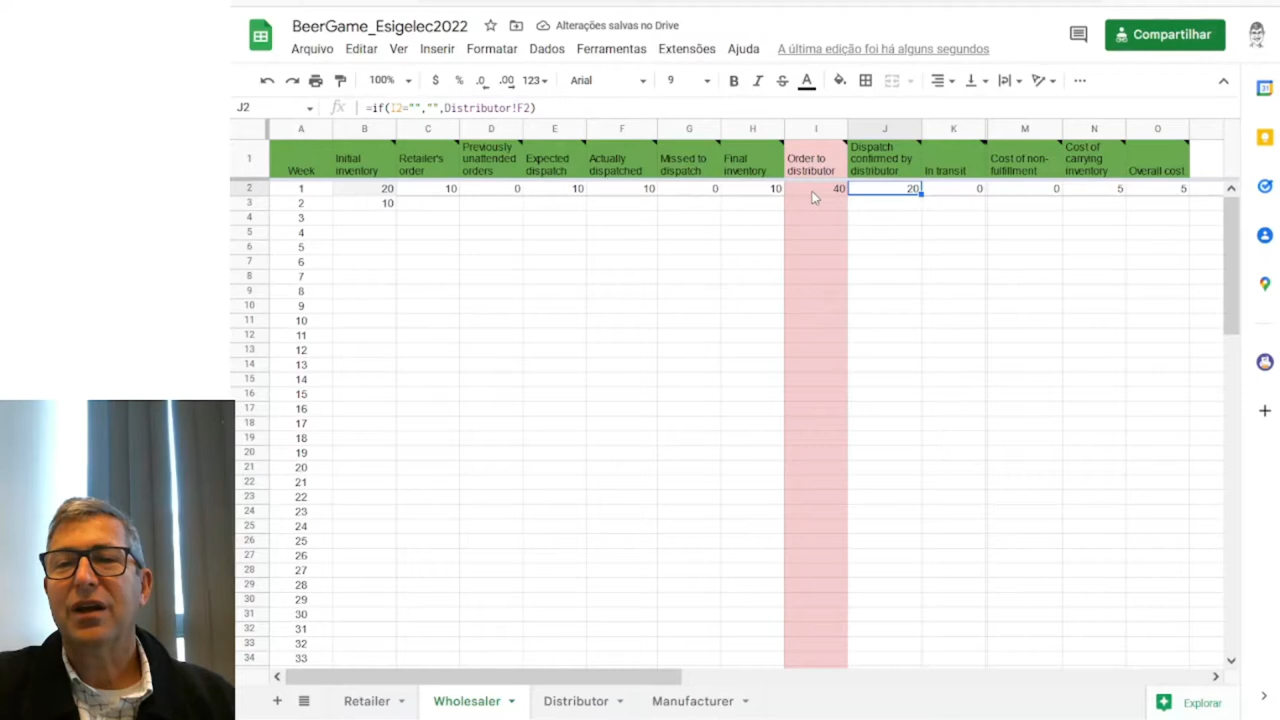 BeerGame_Esigelec2022
Alterações salvas no Drive
Compartilhar
Arquivo Editar Ver Inserir Formatar Dados Ferramentas Extensões Ajuda A última edição foi há alguns segundos
100% $ % .0 .00 123 Arial 9 B I S A
J2 fx =if(I2="","",Distributor!F2)
A B C D E F G H I J K M N O
1 Week Initial inventory Retailer's order Previously unattended orders Expected dispatch Actually dispatched Missed to dispatch Final inventory Order to distributor Dispatch confirmed by distributor In transit Cost of non-fulfillment Cost of carrying inventory Overall cost
2 1 20 10 0 10 10 0 10 40 20 0 0 5 5
3 2 10
4 3
5 4
6 5
7 6
8 7
9 8
10 9
11 10
12 11
13 12
14 13
15 14
16 15
17 16
18 17
19 18
20 19
21 20
22 21
23 22
24 23
25 24
26 25
27 26
28 27
29 28
30 29
31 30
32 31
33 32
34 33
Retailer Wholesaler Distributor Manufacturer Explorar